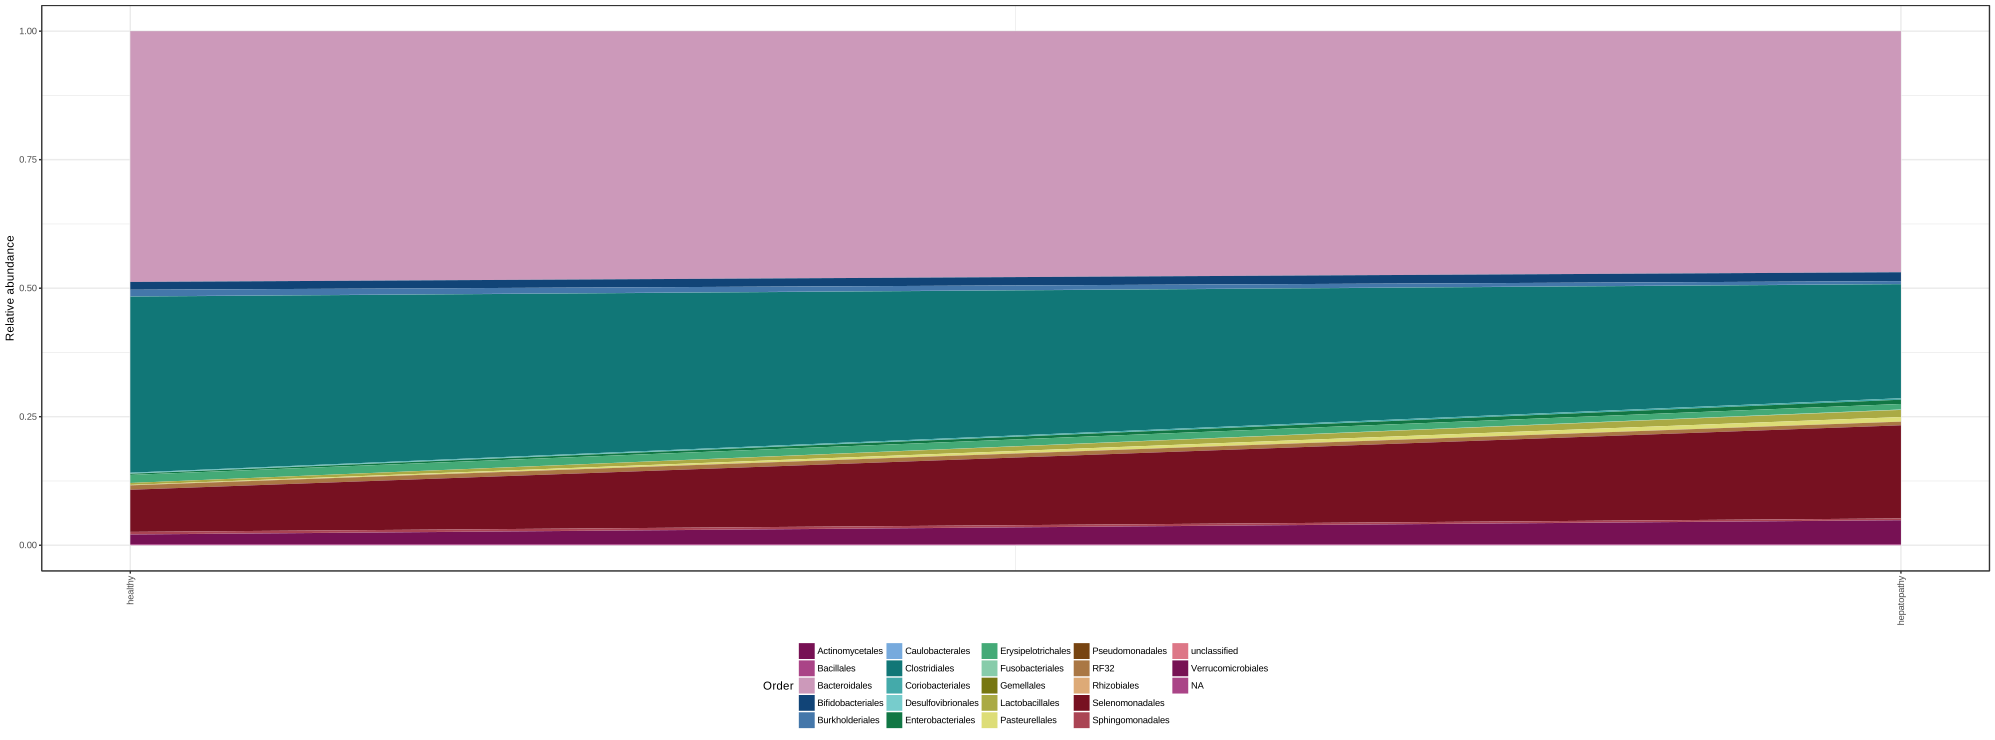 1.00
0.75
0.50
0.25
0.00
Relative abundance
healthy
hepatopathy
Order
Actinomycetales
Bacillales
Bacteroidales
Bifidobacteriales
Burkholderiales
Caulobacterales
Clostridiales
Coriobacteriales
Desulfovibrionales
Enterobacteriales
Erysipelotrichales
Fusobacteriales
Gemellales
Lactobacillales
Pasteurellales
Pseudomonadales
RF32
Rhizobiales
Selenomonadales
Sphingomonadales
unclassified
Verrucomicrobiales
NA